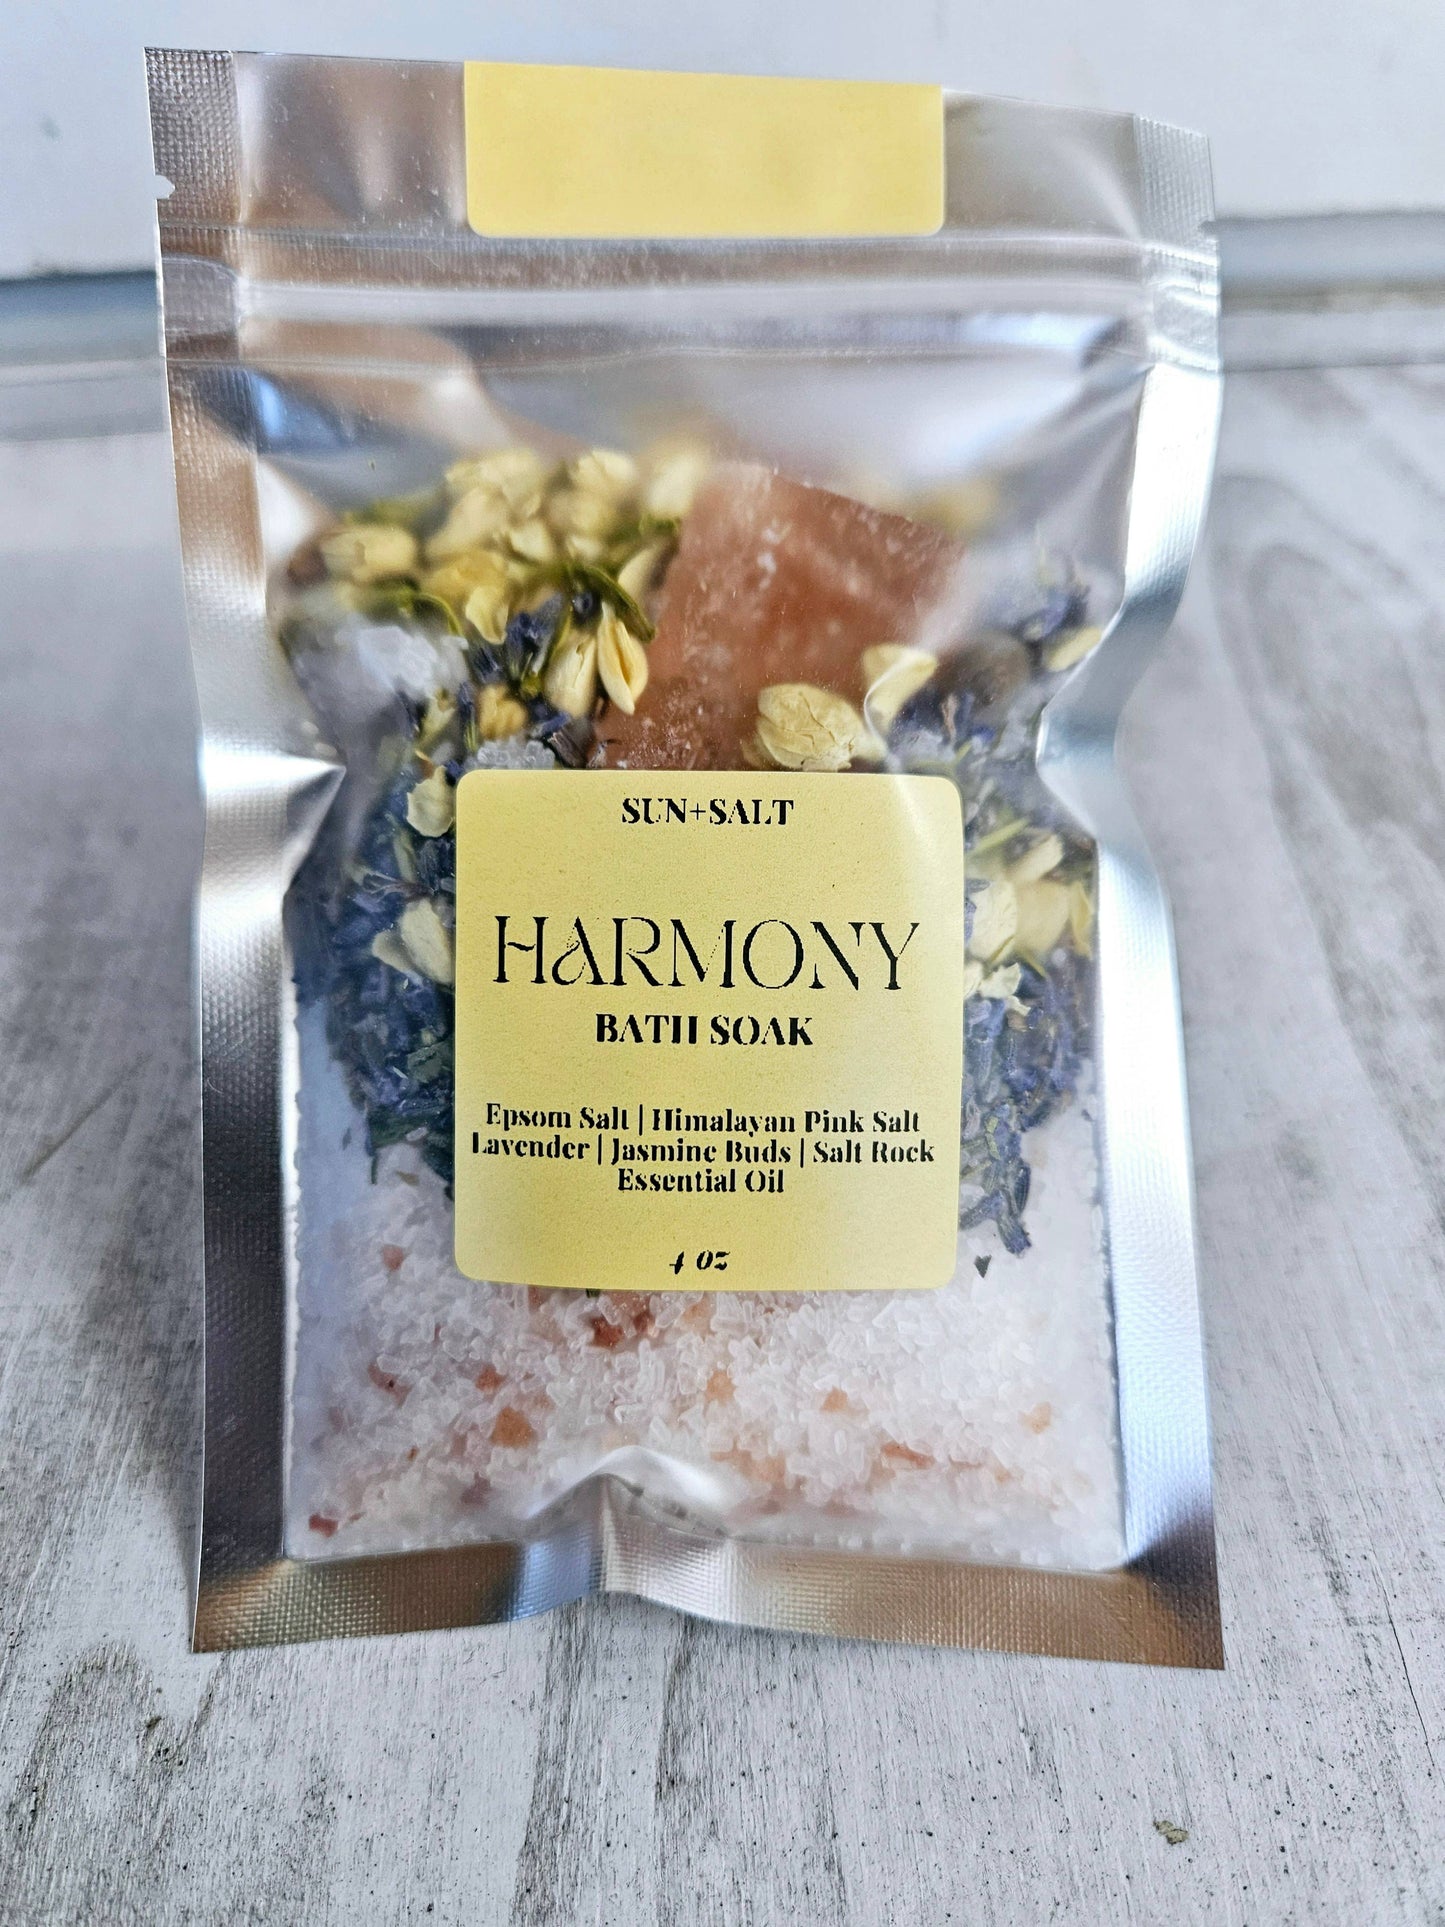 SUN+SALT
HARMONY
BATH SOAK
Epsom Salt | Himalayan Pink Salt
Lavender | Jasmine Buds | Salt Rock
Essential Oil
4 oz